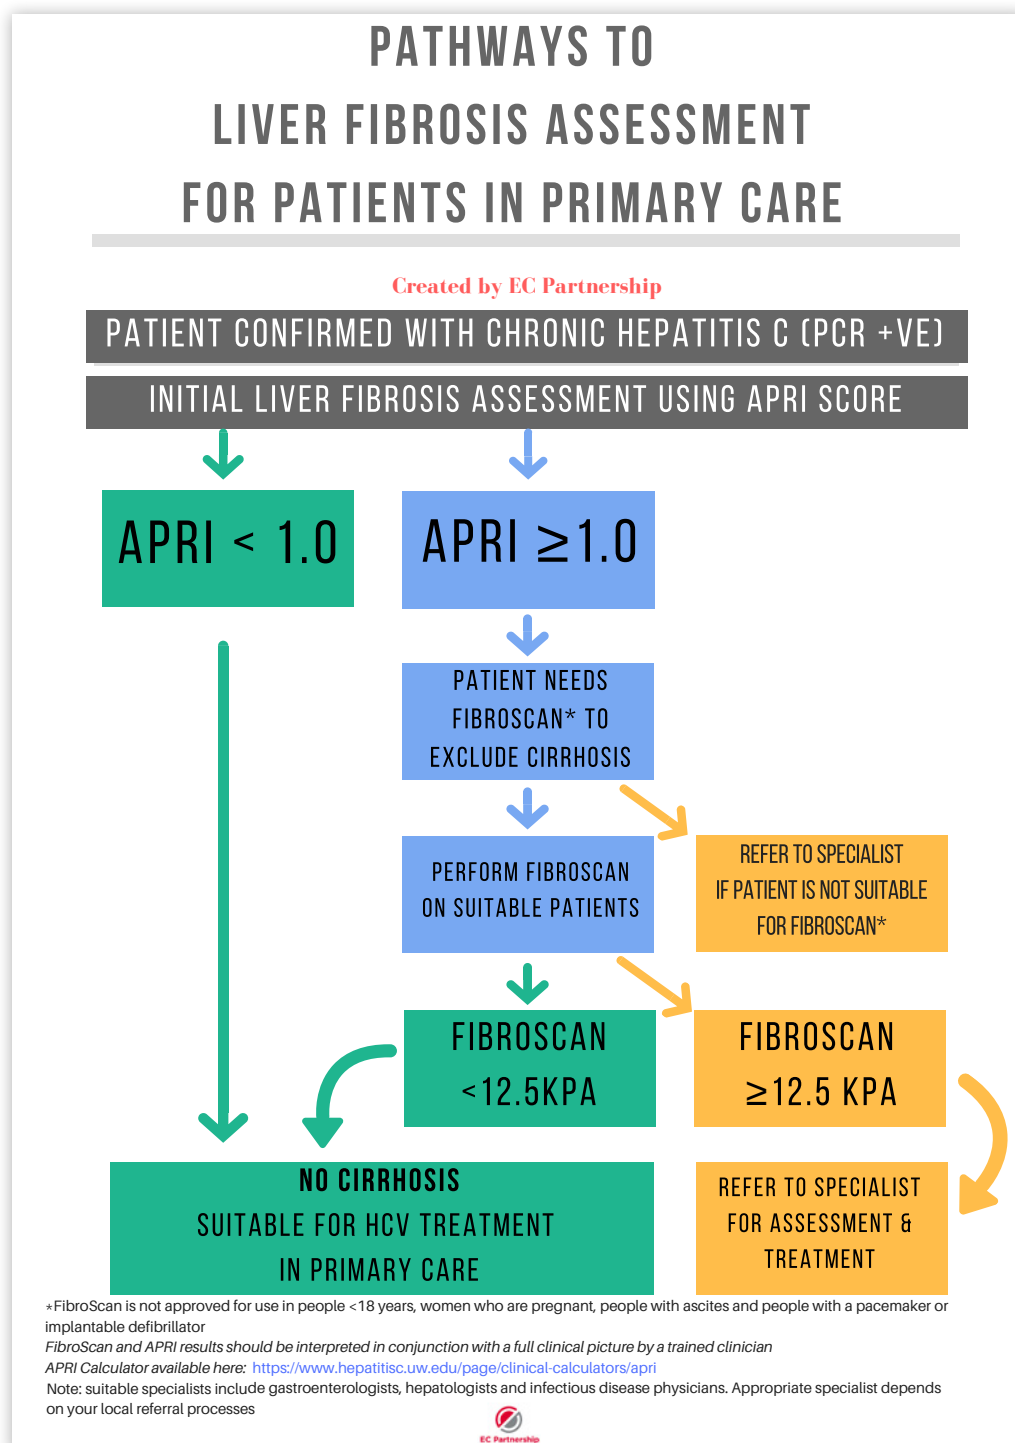 PATHWAYS TO
LIVER FIBROSIS ASSESSMENT
FOR PATIENTS IN PRIMARY CARE
Created by EC Partnership
PATIENT CONFIRMED WITH CHRONIC HEPATITIS C (PCR +VE)
INITIAL LIVER FIBROSIS ASSESSMENT USING APRI SCORE
APRI < 1.0
APRI ≥1.0
PATIENT NEEDS
FIBROSCAN* TO
EXCLUDE CIRRHOSIS
PERFORM FIBROSCAN
ON SUITABLE PATIENTS
REFER TO SPECIALIST
IF PATIENT IS NOT SUITABLE
FOR FIBROSCAN*
FIBROSCAN
<12.5KPA
FIBROSCAN
≥12.5 KPA
NO CIRRHOSIS
SUITABLE FOR HCV TREATMENT
IN PRIMARY CARE
REFER TO SPECIALIST
FOR ASSESSMENT &
TREATMENT
*FibroScan is not approved for use in people <18 years, women who are pregnant, people with ascites and people with a pacemaker or
implantable defibrillator
FibroScan and APRI results should be interpreted in conjunction with a full clinical picture by a trained clinician
APRI Calculator available here: https://www.hepatitisc.uw.edu/page/clinical-calculators/apri
Note: suitable specialists include gastroenterologists, hepatologists and infectious disease physicians. Appropriate specialist depends
on your local referral processes
EC Partnership